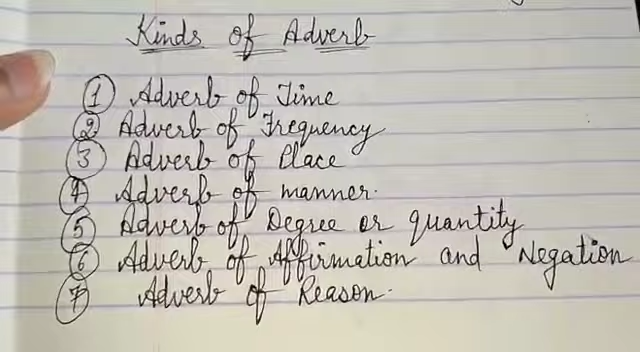 Kinds of Adverb
1 Adverb of Time
2 Adverb of Frequency
3 Adverb of Place
4 Adverb of manner.
5 Adverb of Degree or quantity
6 Adverb of Affirmation and Negation
7 Adverb of Reason.